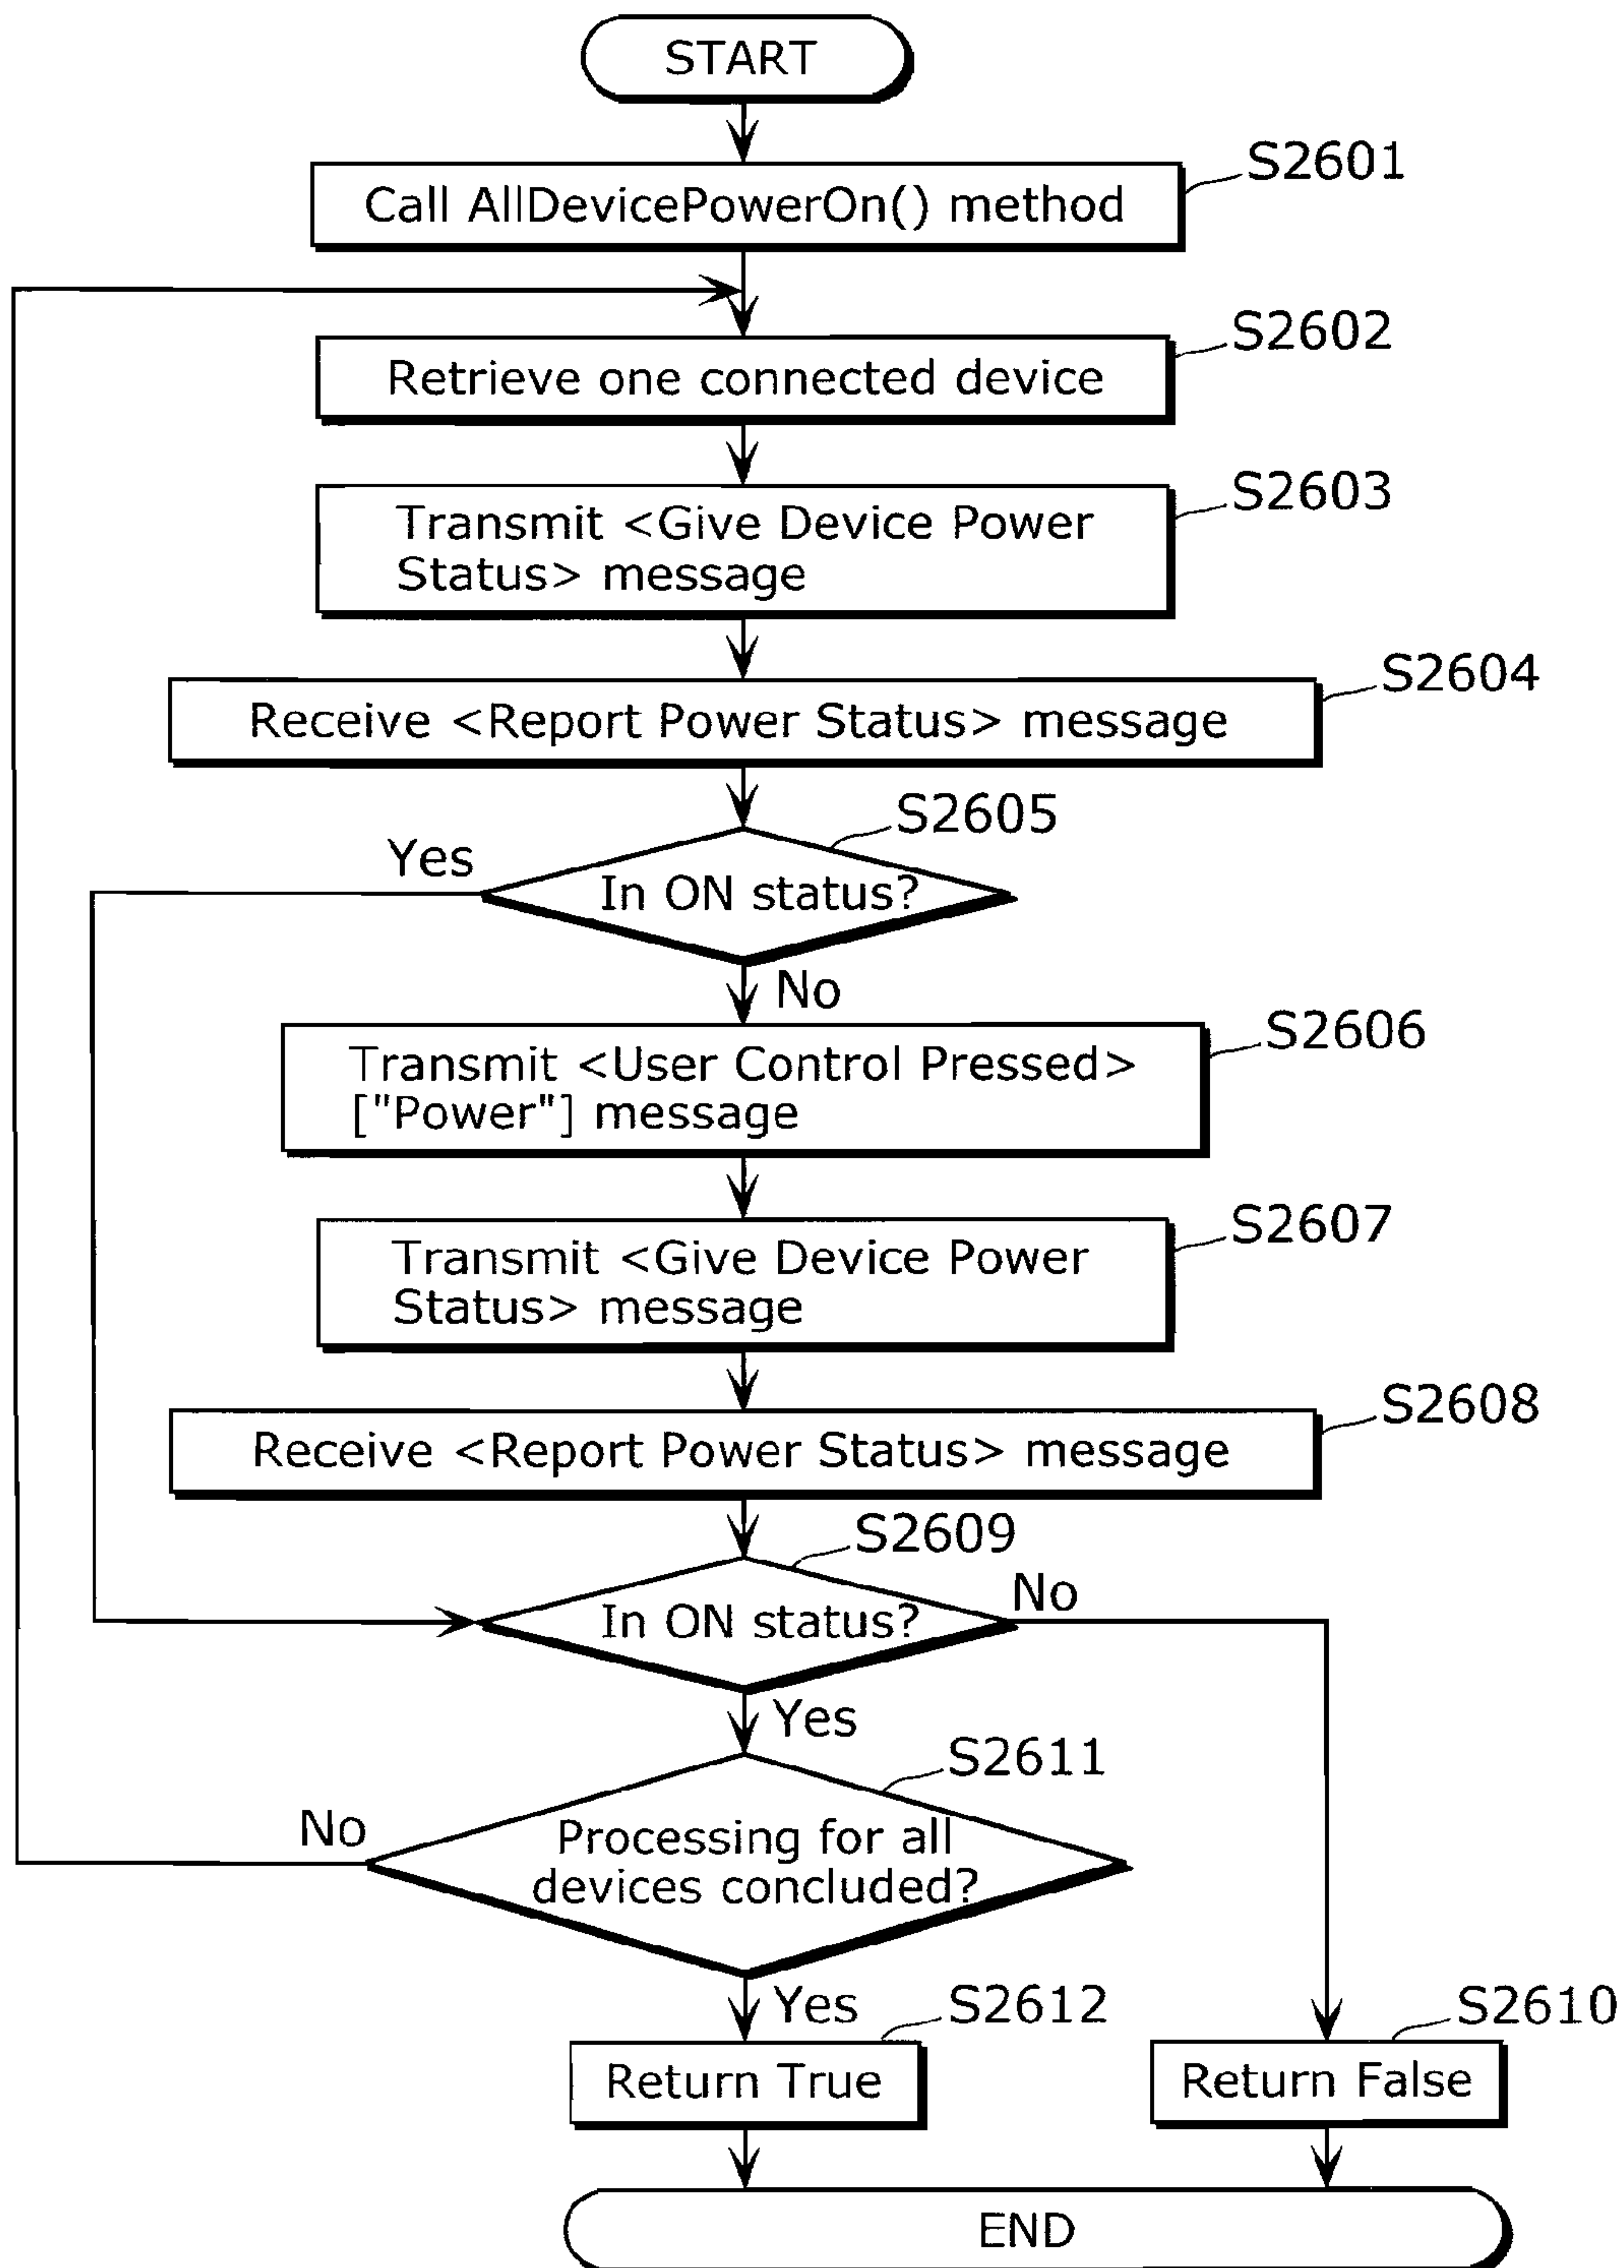 START
S2601
Call AllDevicePowerOn() method
S2602
Retrieve one connected device
S2603
Transmit <Give Device Power
Status> message
S2604
Receive <Report Power Status> message
S2605
Yes
In ON status?
No
S2606
Transmit <User Control Pressed>
["Power"] message
S2607
Transmit <Give Device Power
Status> message
S2608
Receive <Report Power Status> message
S2609
No
In ON status?
Yes
S2611
No
Processing for all
devices concluded?
Yes
S2612
S2610
Return True
Return False
END